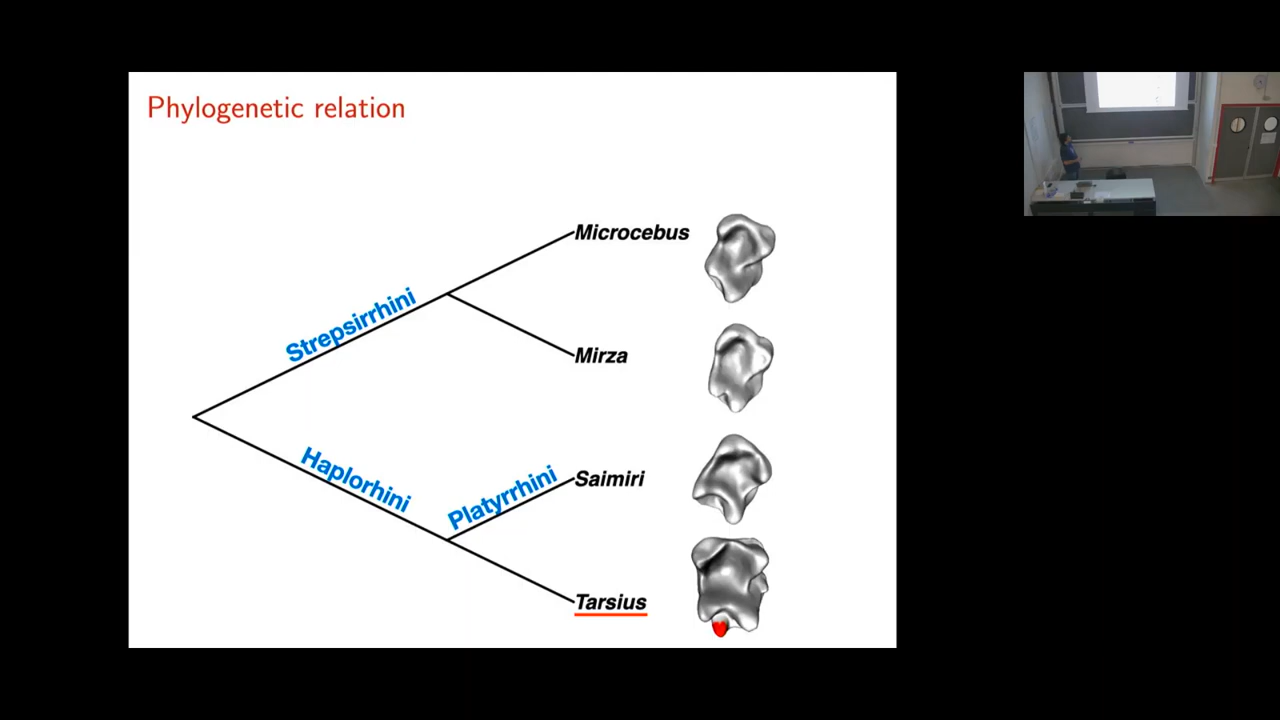 Phylogenetic relation
Microcebus
Strepsirrhini
Mirza
Haplorhini
Platyrrhini
Saimiri
Tarsius